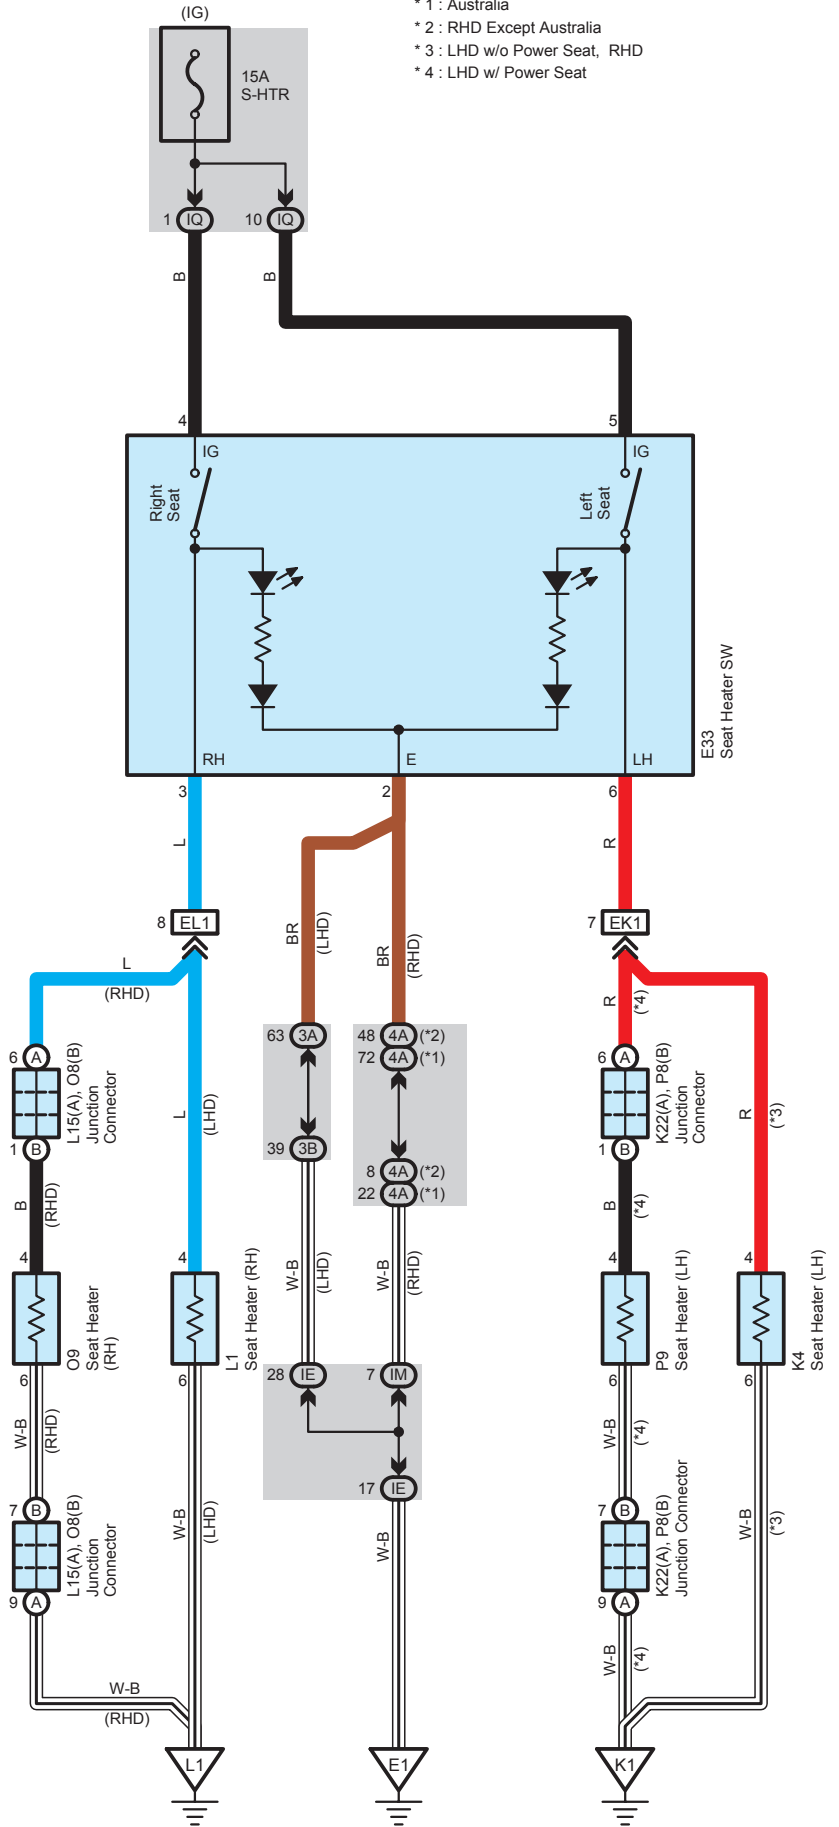 (IG)
* 1 : Australia
* 2 : RHD Except Australia
* 3 : LHD w/o Power Seat, RHD
* 4 : LHD w/ Power Seat
15A
S-HTR
1 IQ
10 IQ
B
B
4
5
IG
IG
Right
Seat
Left
Seat
E33
Seat Heater SW
RH
E
LH
3
2
6
L
R
BR
(LHD)
BR
(RHD)
8 EL1
7 EK1
L
(RHD)
R
(*4)
6 A
L15(A), O8(B)
Junction
Connector
1 B
L
(LHD)
63 3A
48 4A (*2)
72 4A (*1)
39 3B
8 4A (*2)
22 4A (*1)
6 A
K22(A), P8(B)
Junction
Connector
1 B
R
(*3)
B
(RHD)
W-B
(LHD)
W-B
(RHD)
B
(*4)
4
4
4
4
O9
Seat Heater
(RH)
L1
Seat Heater (RH)
P9
Seat Heater (LH)
K4
Seat Heater (LH)
6
6
28 IE
7 IM
6
6
W-B
(RHD)
W-B
(*4)
17 IE
7 B
L15(A), O8(B)
Junction
Connector
9 A
W-B
(LHD)
W-B
7 B
K22(A), P8(B)
Junction Connector
9 A
W-B
(*3)
W-B
(*4)
W-B
(RHD)
L1
E1
K1